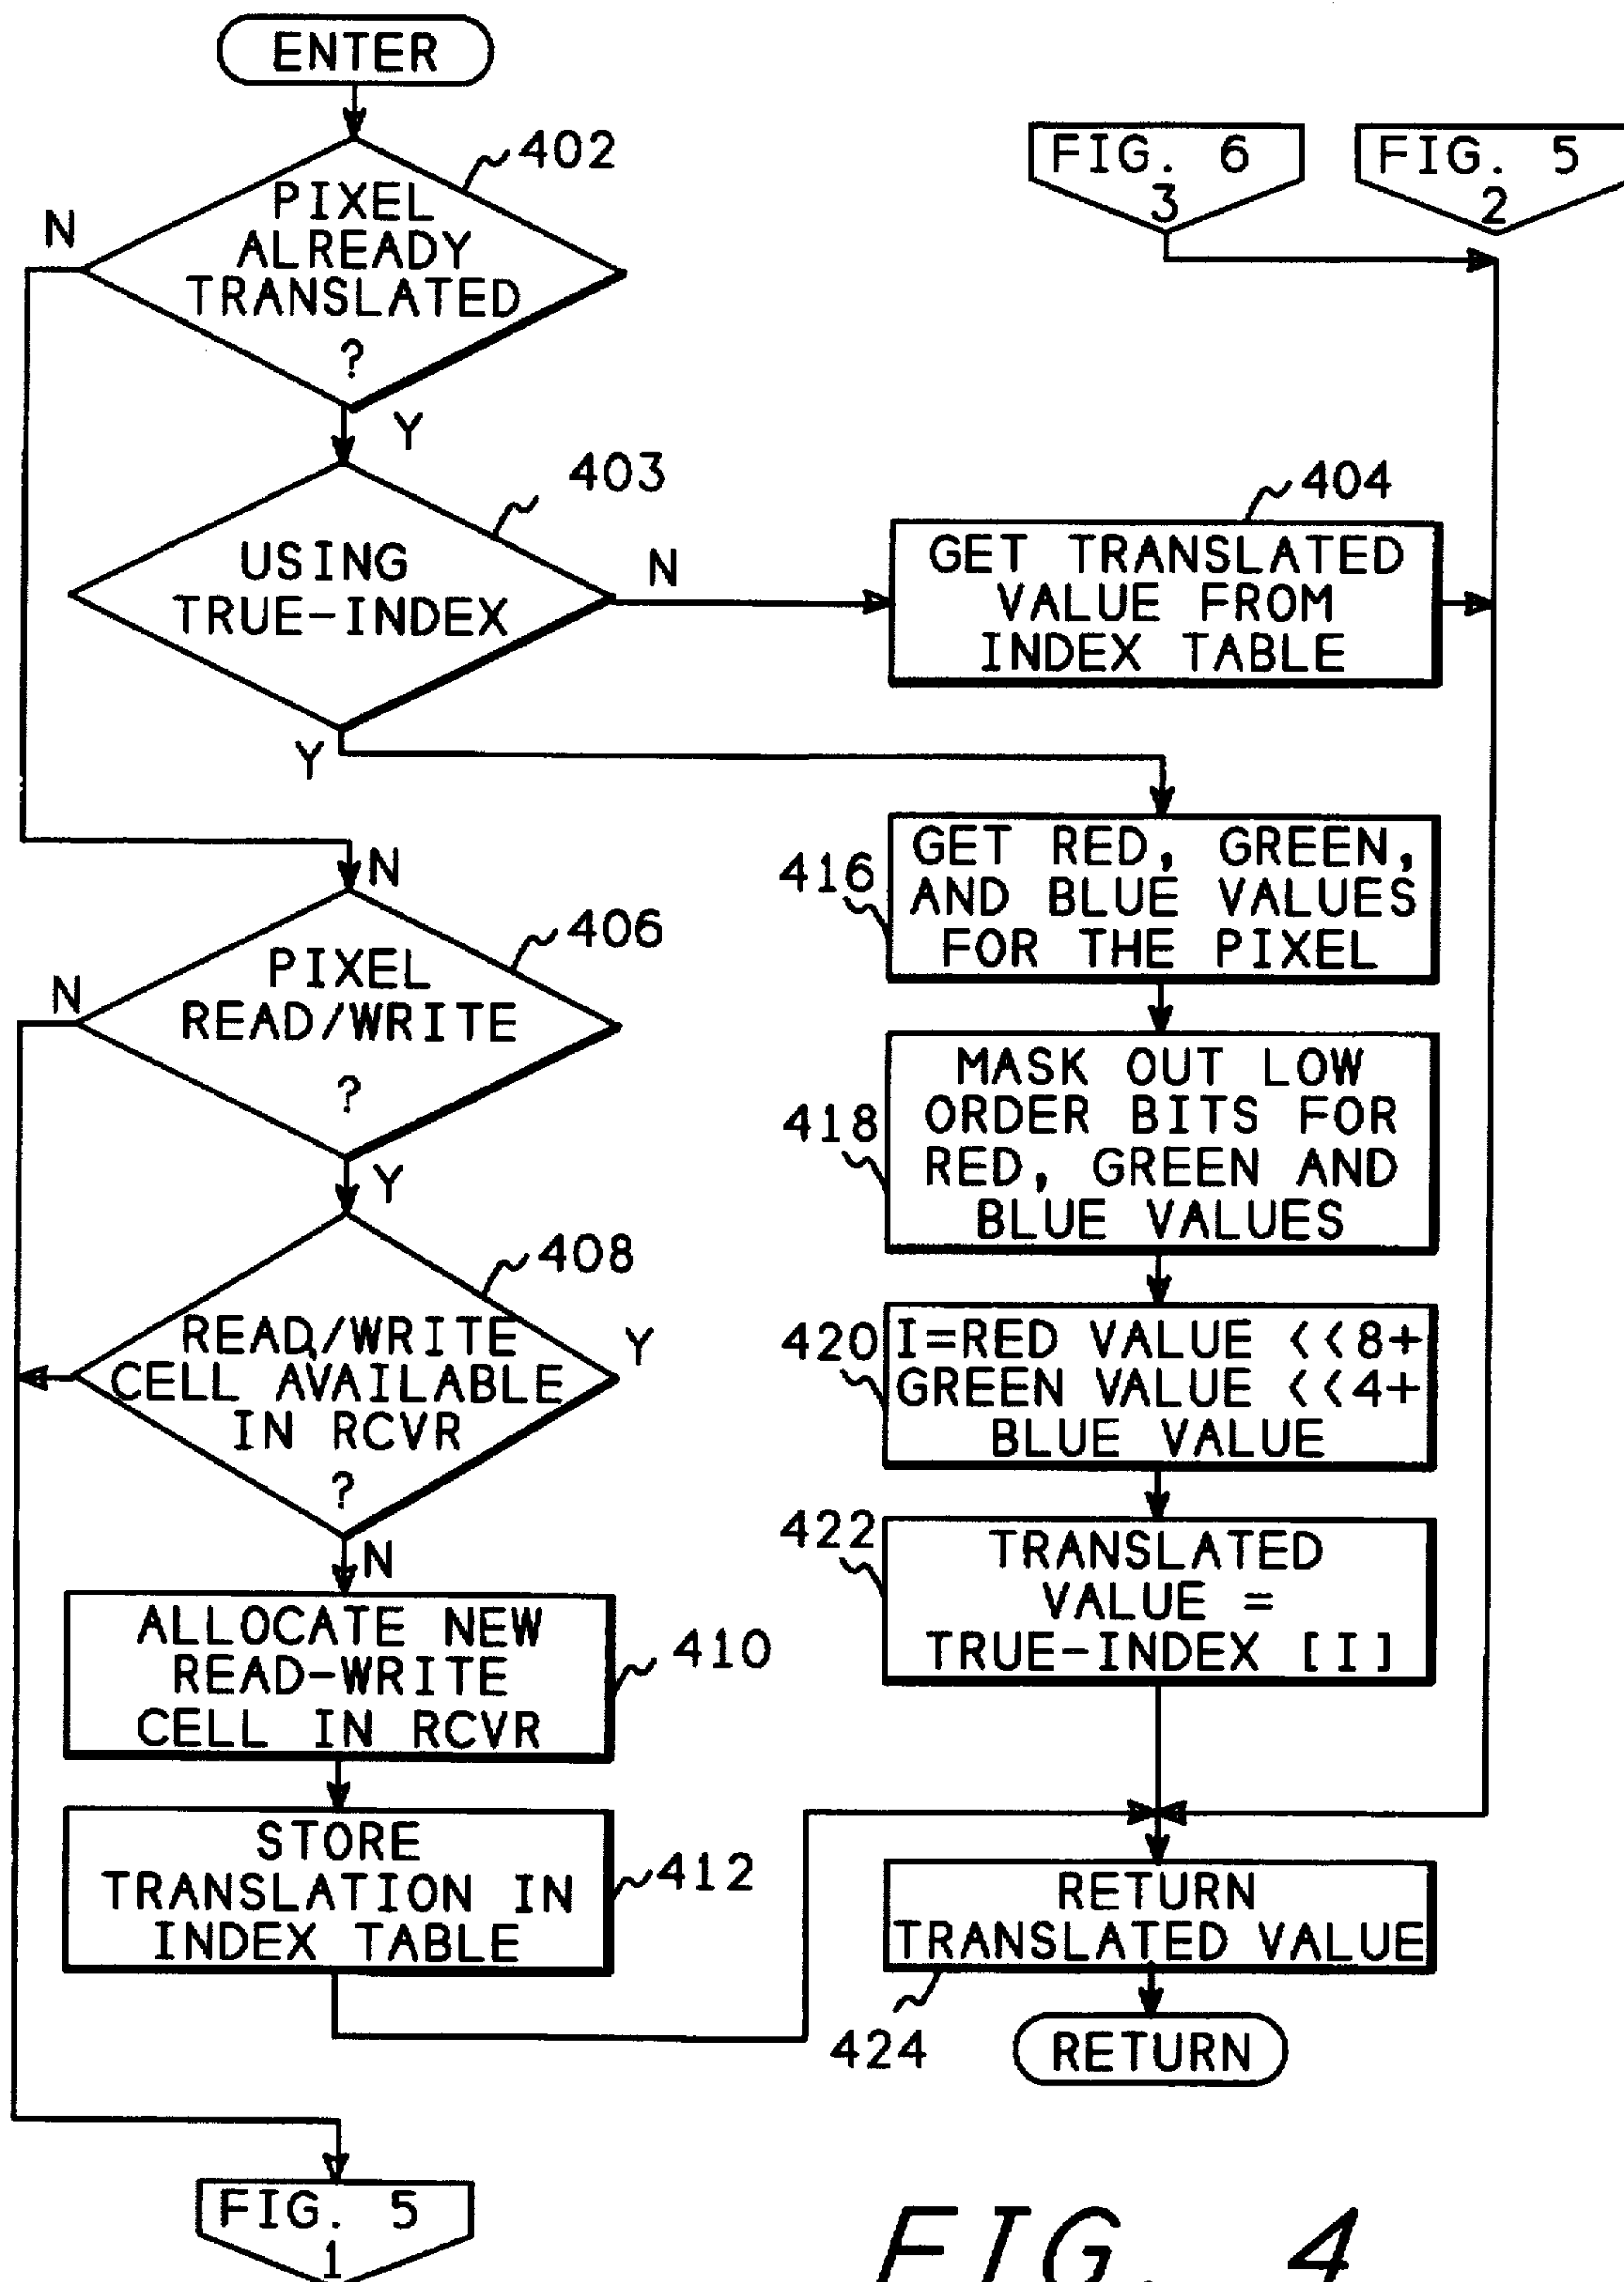 ENTER
402
PIXEL
ALREADY
TRANSLATED
?
N
Y
403
USING
TRUE-INDEX
N
Y
404
GET TRANSLATED
VALUE FROM
INDEX TABLE
FIG. 6
3
FIG. 5
2
N
406
PIXEL
READ/WRITE
?
N
Y
408
READ/WRITE
CELL AVAILABLE
IN RCVR
?
Y
N
ALLOCATE NEW
READ-WRITE
CELL IN RCVR
410
STORE
TRANSLATION IN
INDEX TABLE
412
416
GET RED, GREEN,
AND BLUE VALUES
FOR THE PIXEL
418
MASK OUT LOW
ORDER BITS FOR
RED, GREEN AND
BLUE VALUES
420
I=RED VALUE <<8+
GREEN VALUE <<4+
BLUE VALUE
422
TRANSLATED
VALUE =
TRUE-INDEX [I]
RETURN
TRANSLATED VALUE
424
RETURN
FIG. 5
1
FIG. 4